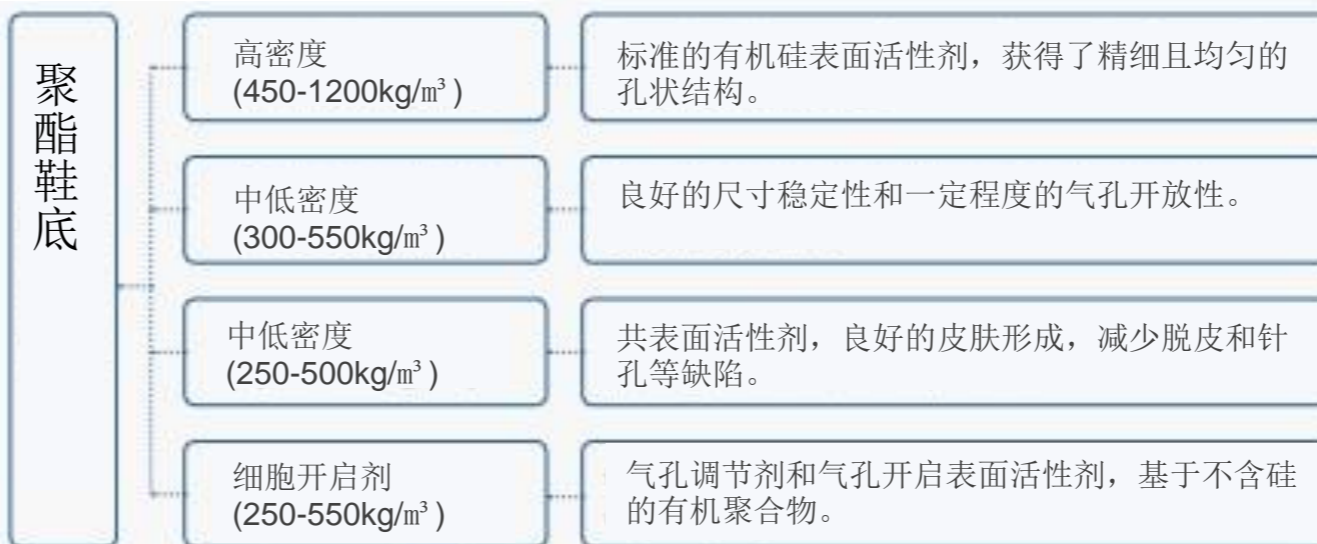 聚酯鞋底
高密度
(450-1200kg/m³)
标准的有机硅表面活性剂，获得了精细且均匀的
孔状结构。
中低密度
(300-550kg/m³)
良好的尺寸稳定性和一定程度的气孔开放性。
中低密度
(250-500kg/m³)
共表面活性剂，良好的皮肤形成，减少脱皮和针
孔等缺陷。
细胞开启剂
(250-550kg/m³)
气孔调节剂和气孔开启表面活性剂，基于不含硅
的有机聚合物。